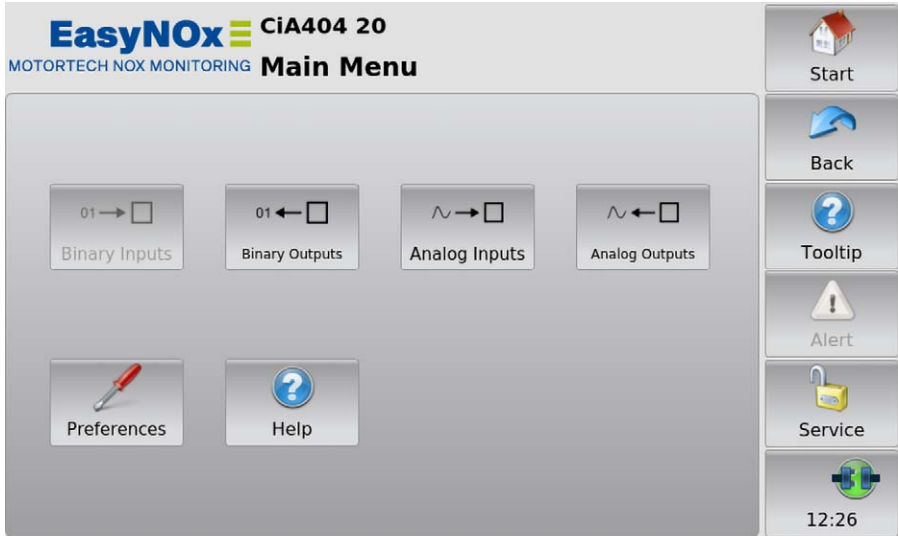 EasyNOx
MOTORTECH NOX MONITORING
CiA404 20
Main Menu
01
Binary Inputs
01
Binary Outputs
Analog Inputs
Analog Outputs
Preferences
?
Help
Start
Back
?
Tooltip
!
Alert
Service
12:26